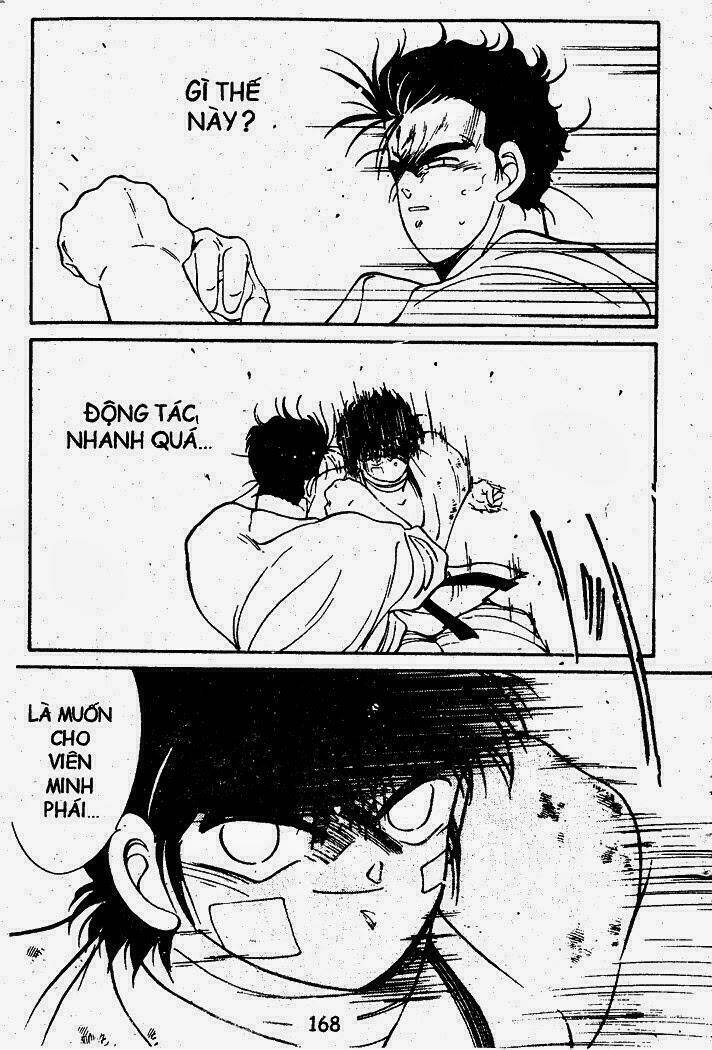 GÌ THẾ
NÀY?
ĐỘNG TÁC
NHANH QUÁ...
LÀ MUỐN
CHO
VIÊN
MINH
PHÁI...
168